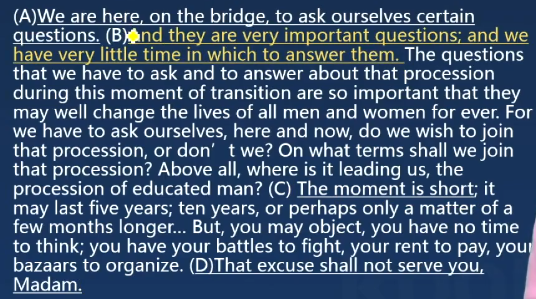 (A)We are here, on the bridge, to ask ourselves certain
questions. (B)and they are very important questions; and we
have very little time in which to answer them. The questions
that we have to ask and to answer about that procession
during this moment of transition are so important that they
may well change the lives of all men and women for ever. For
we have to ask ourselves, here and now, do we wish to join
that procession, or don't we? On what terms shall we join
that procession? Above all, where is it leading us, the
procession of educated man? (C) The moment is short; it
may last five years; ten years, or perhaps only a matter of a
few months longer... But, you may object, you have no time
to think; you have your battles to fight, your rent to pay, your
bazaars to organize. (D)That excuse shall not serve you,
Madam.